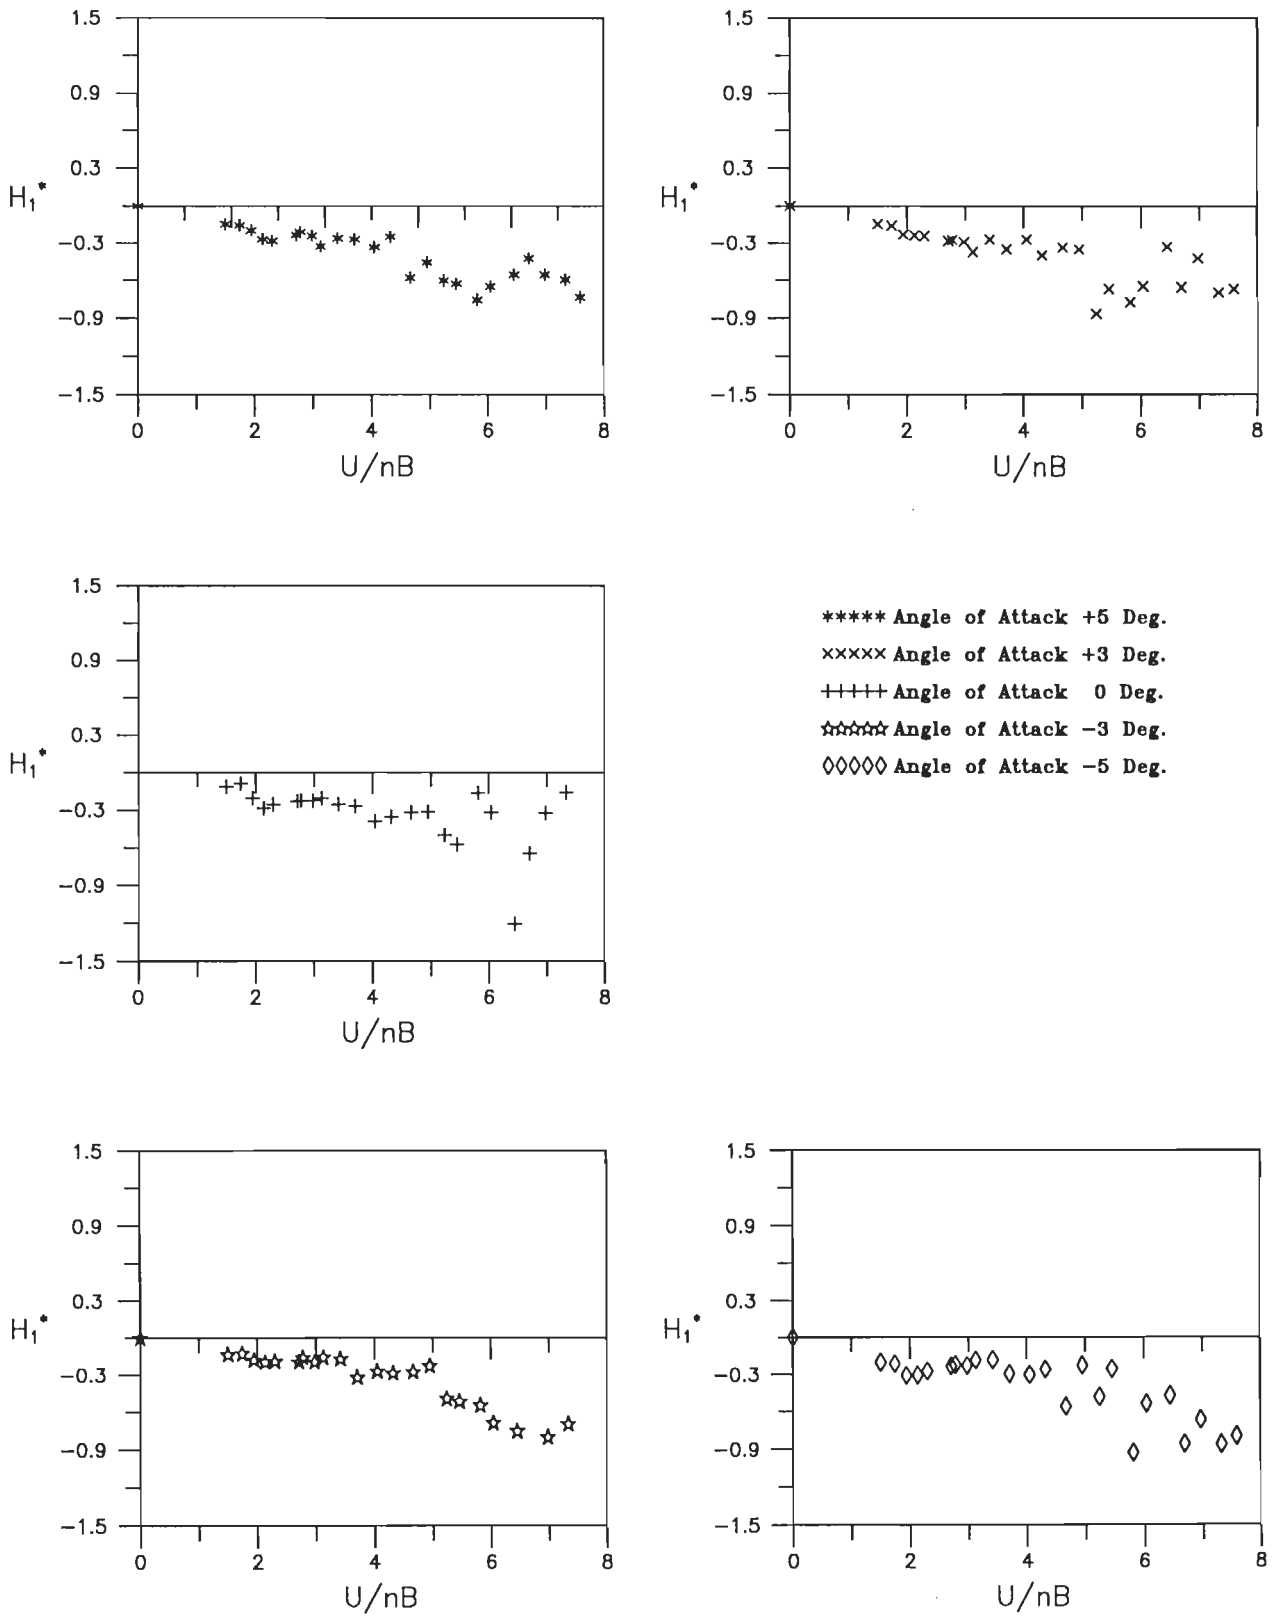 1.5
0.9
0.3
H₁*
−0.3
−0.9
−1.5
0 2 4 6 8
U/nB
1.5
0.9
0.3
H₁*
−0.3
−0.9
−1.5
0 2 4 6 8
U/nB
1.5
0.9
0.3
H₁*
−0.3
−0.9
−1.5
0 2 4 6 8
U/nB
Angle of Attack +5 Deg.
Angle of Attack +3 Deg.
Angle of Attack 0 Deg.
Angle of Attack −3 Deg.
Angle of Attack −5 Deg.
1.5
0.9
0.3
H₁*
−0.3
−0.9
−1.5
0 2 4 6 8
U/nB
1.5
0.9
0.3
H₁*
−0.3
−0.9
−1.5
0 2 4 6 8
U/nB